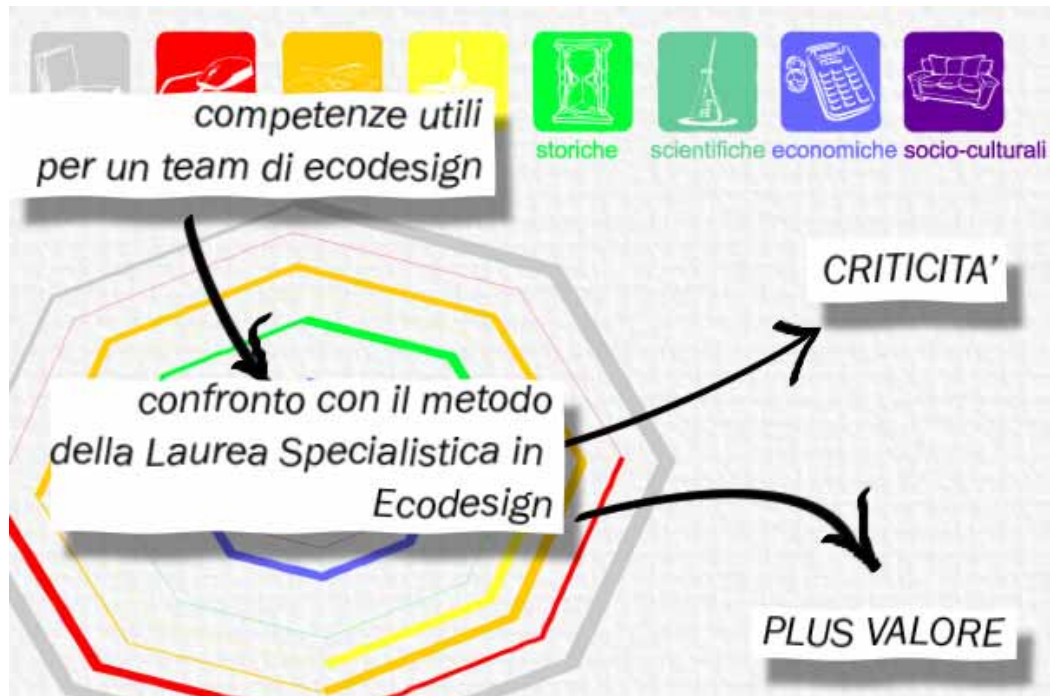 competenze utili
per un team di ecodesign
storiche scientifiche economiche socio-culturali
CRITICITA'
confronto con il metodo
della Laurea Specialistica in
Ecodesign
PLUS VALORE